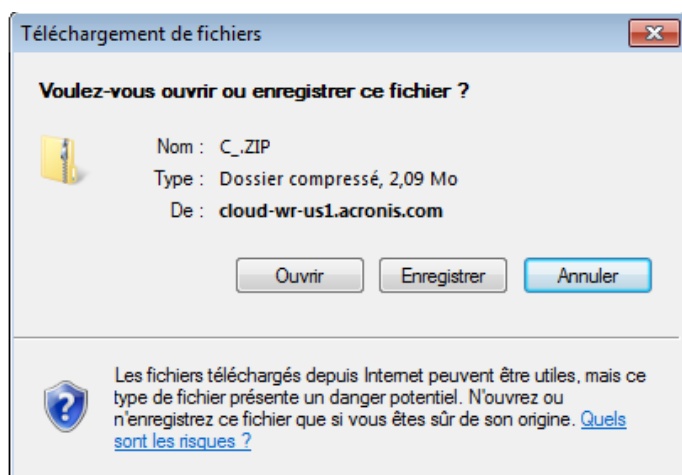 Téléchargement de fichiers
Voulez-vous ouvrir ou enregistrer ce fichier ?
Nom : C_.ZIP
Type : Dossier compressé, 2,09 Mo
De : cloud-wr-us1.acronis.com
Ouvrir Enregistrer Annuler
Les fichiers téléchargés depuis Internet peuvent être utiles, mais ce
type de fichier présente un danger potentiel. N'ouvrez ou
n'enregistrez ce fichier que si vous êtes sûr de son origine. Quels
sont les risques ?